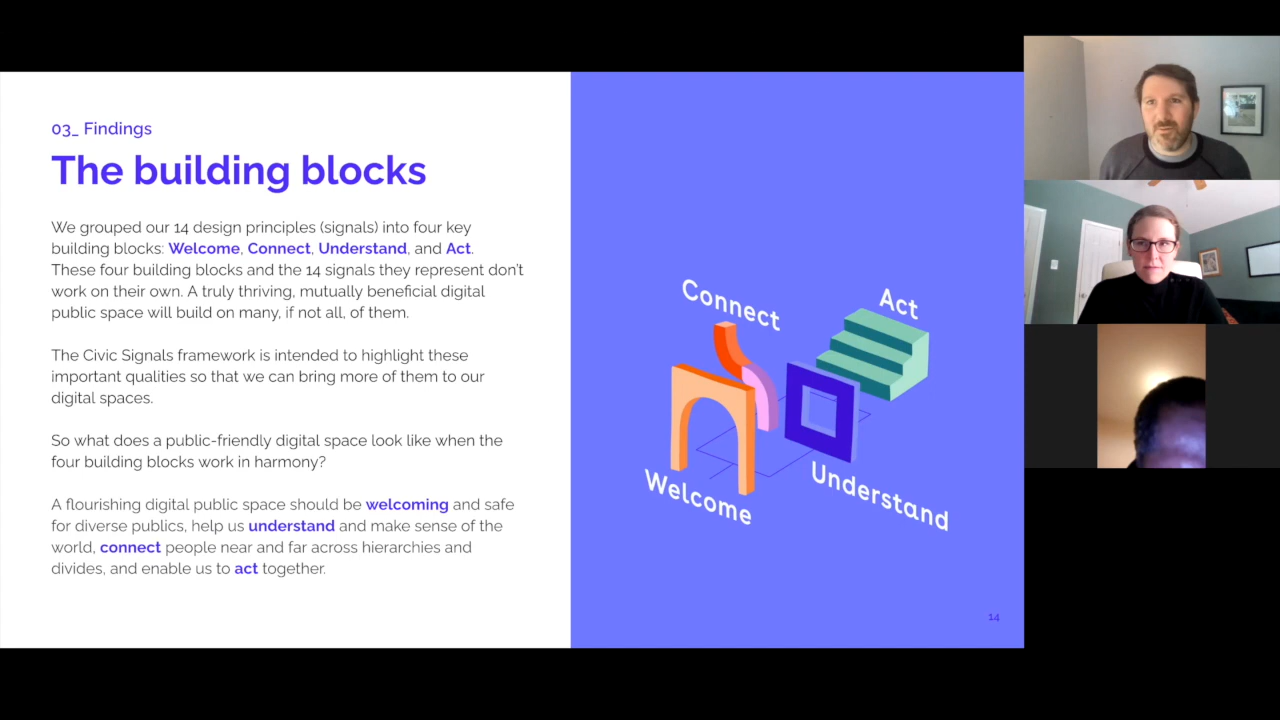 03_ Findings
The building blocks
We grouped our 14 design principles (signals) into four key
building blocks: Welcome, Connect, Understand, and Act.
These four building blocks and the 14 signals they represent don't
work on their own. A truly thriving, mutually beneficial digital
public space will build on many, if not all, of them.
The Civic Signals framework is intended to highlight these
important qualities so that we can bring more of them to our
digital spaces.
So what does a public-friendly digital space look like when the
four building blocks work in harmony?
A flourishing digital public space should be welcoming and safe
for diverse publics, help us understand and make sense of the
world, connect people near and far across hierarchies and
divides, and enable us to act together.
Connect
Act
Welcome
Understand
14